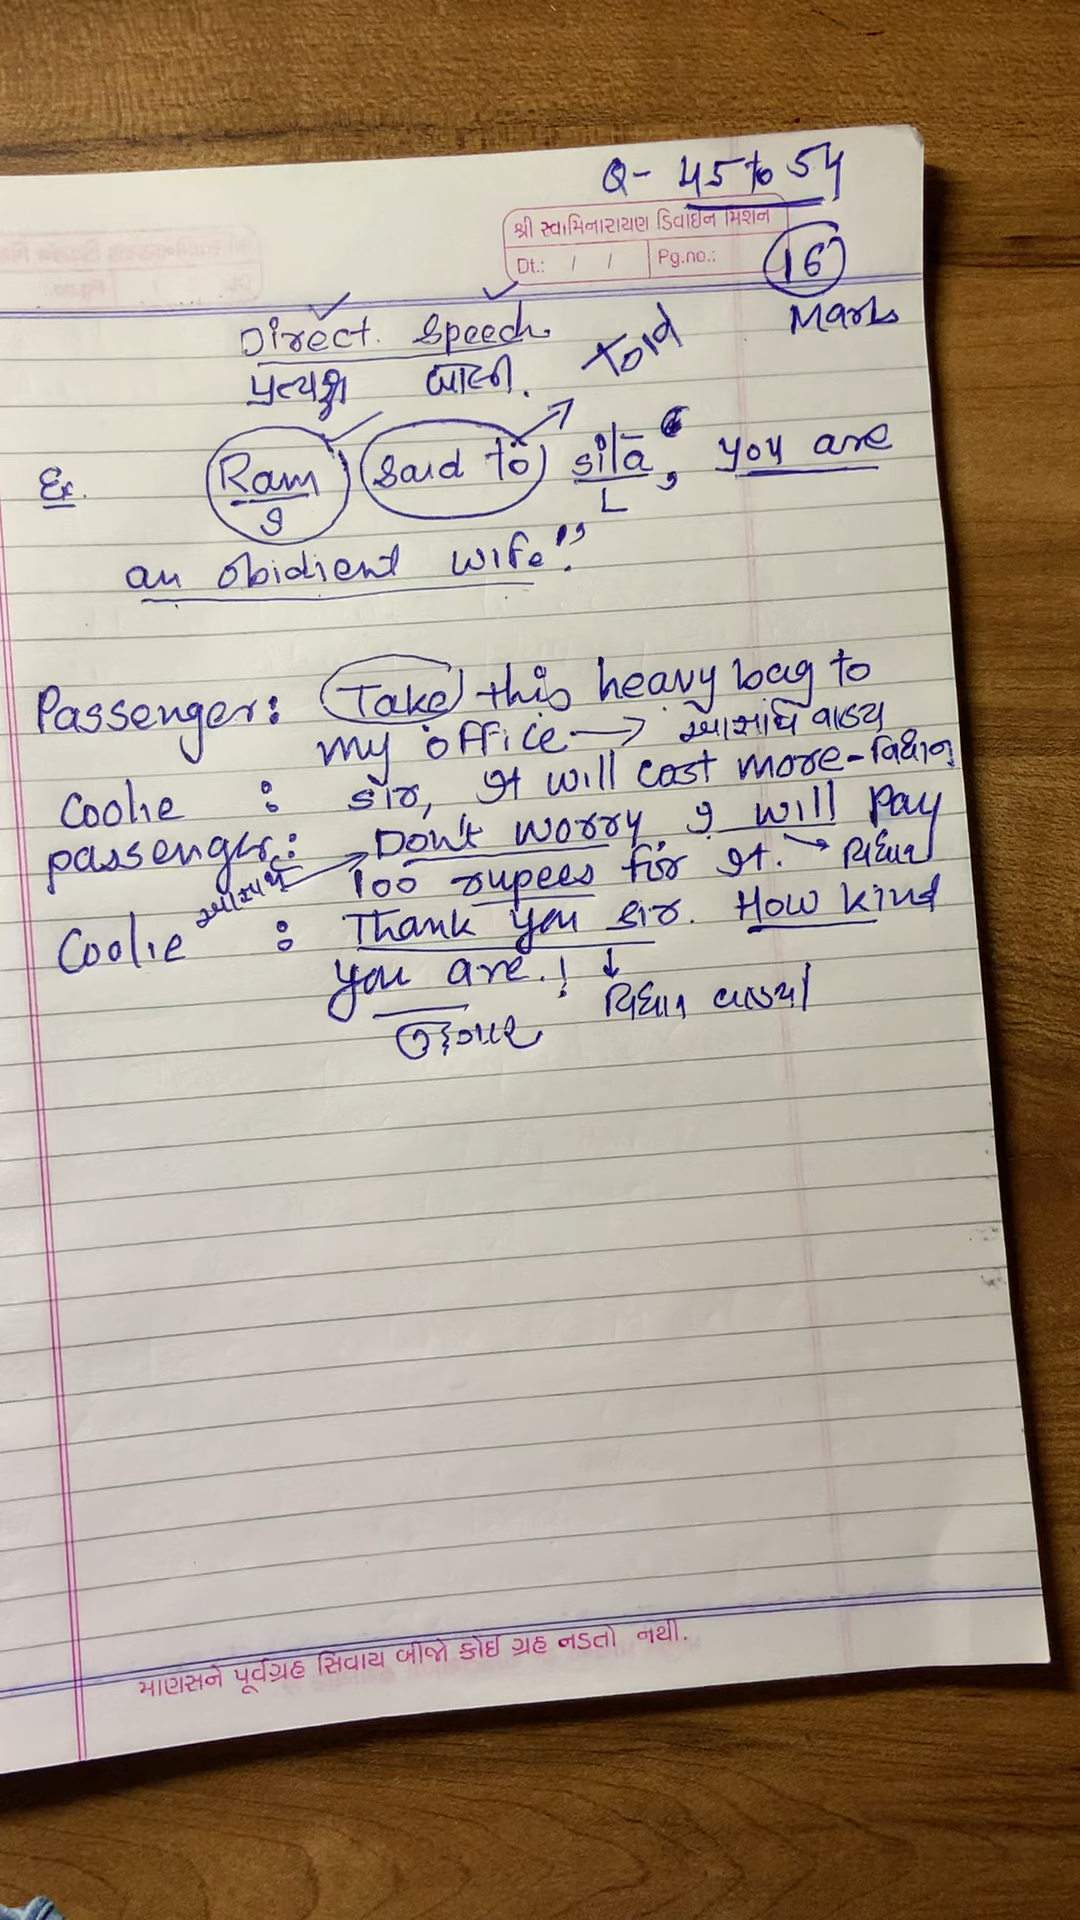 Q- 45 to 54
શ્રી સ્વામિનારાયણ ડિવાઇન મિશન
Dt.: / / Pg.no.:
16
Marks
Direct. Speech
પ્રત્યક્ષ
Told
Ex. Ram said to sita, you are
S L
an obidient wife."
Passenger: Take this heavy bag to
my office → આજ્ઞાર્થ વાક્ય
Coolie : Sir, It will cost more - વિધાન
passenger: Don't worry, I will Pay
100 rupees for It. → વિધાન
આજ્ઞાર્થ
Coolie : Thank you sir. How kind
you are.! ↓
વિધાન વાક્ય
ઉદ્દગાર
માણસને પૂર્વગ્રહ સિવાય બીજો કોઈ ગ્રહ નડતો નથી.